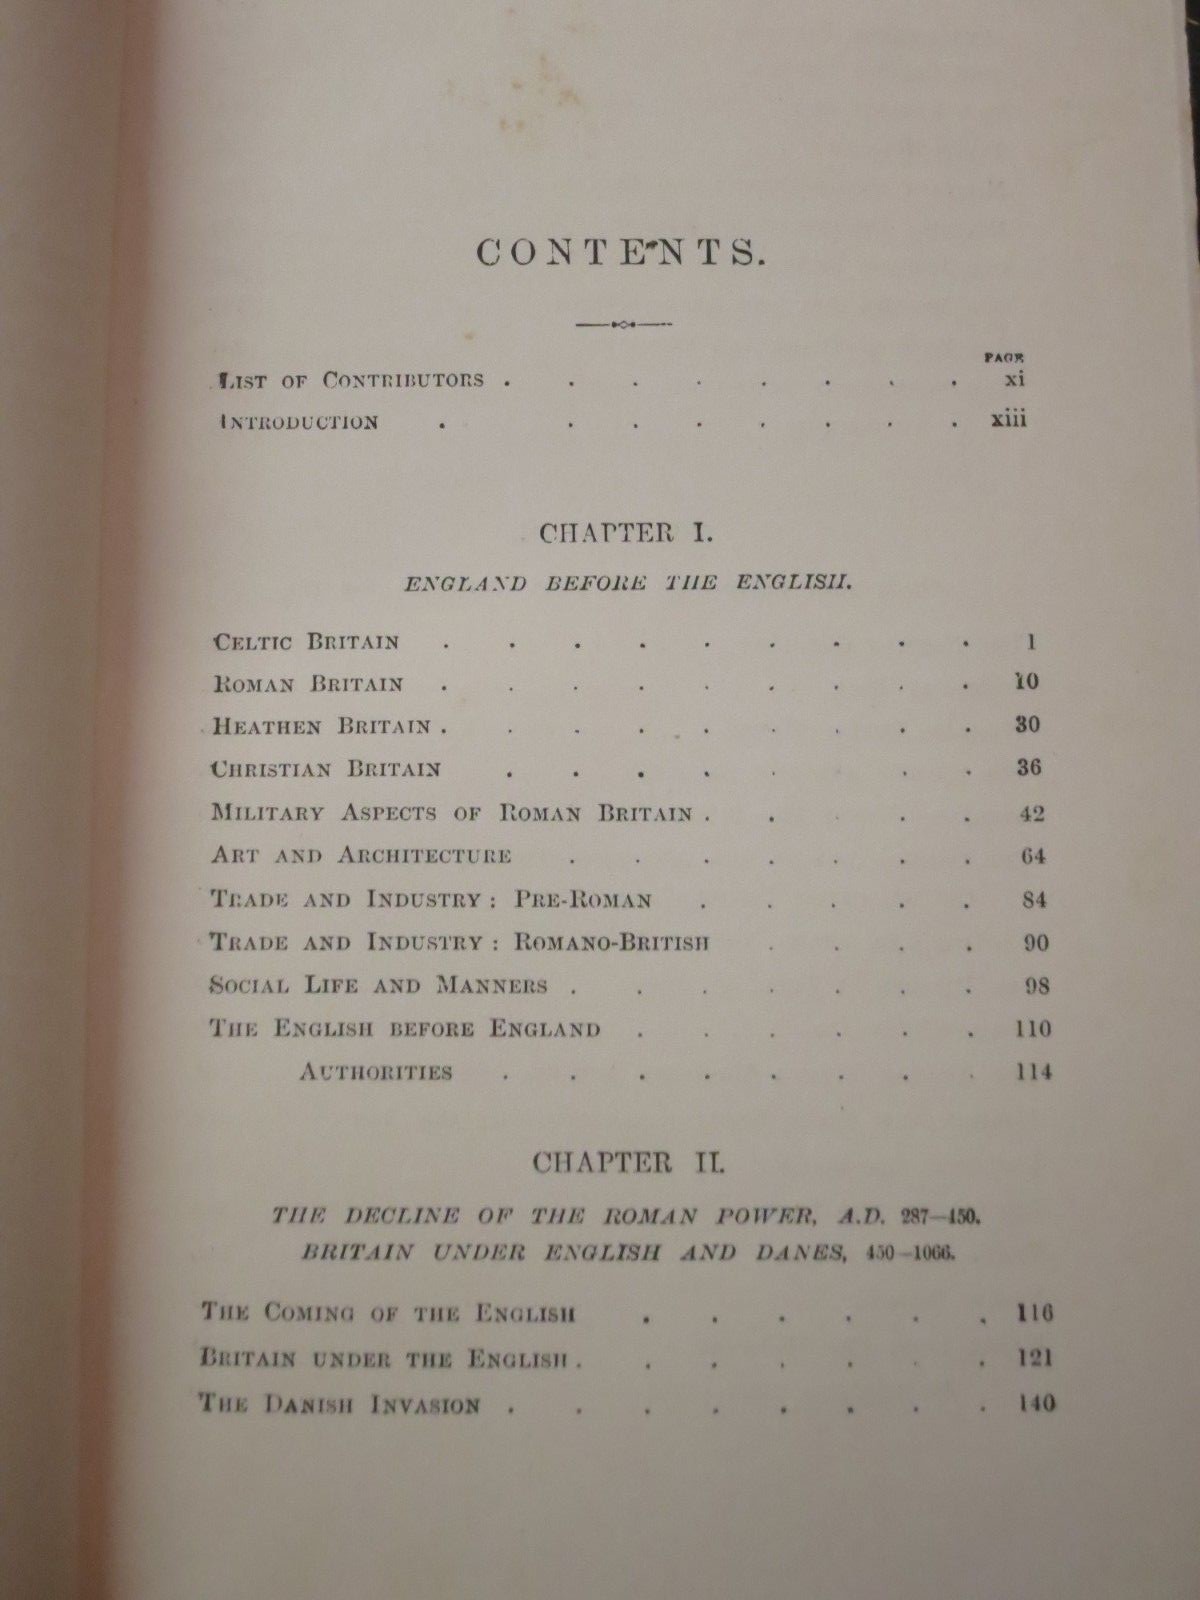 CONTENTS.
PAGE
LIST OF CONTRIBUTORS . . . . . . . . xi
INTRODUCTION . . . . . . . . xiii
CHAPTER I.
ENGLAND BEFORE THE ENGLISH.
CELTIC BRITAIN . . . . . . . . . 1
ROMAN BRITAIN . . . . . . . . . 10
HEATHEN BRITAIN . . . . . . . . . 30
CHRISTIAN BRITAIN . . . . . . . 36
MILITARY ASPECTS OF ROMAN BRITAIN . . . . . 42
ART AND ARCHITECTURE . . . . . . . 64
TRADE AND INDUSTRY: PRE-ROMAN . . . . . 84
TRADE AND INDUSTRY: ROMANO-BRITISH . . . . 90
SOCIAL LIFE AND MANNERS . . . . . . . 98
THE ENGLISH BEFORE ENGLAND . . . . . . 110
AUTHORITIES . . . . . . . . 114
CHAPTER II.
THE DECLINE OF THE ROMAN POWER, A.D. 287-450.
BRITAIN UNDER ENGLISH AND DANES, 450-1066.
THE COMING OF THE ENGLISH . . . . . . 116
BRITAIN UNDER THE ENGLISH . . . . . . . 121
THE DANISH INVASION . . . . . . . . 140